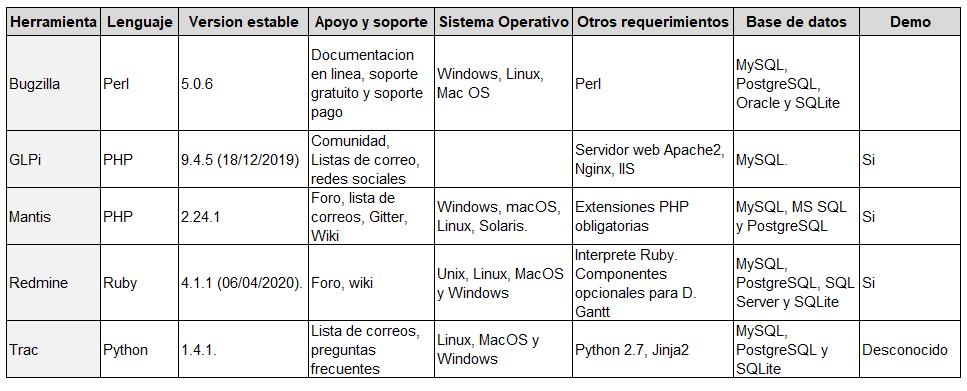 Herramienta Lenguaje Version estable Apoyo y soporte Sistema Operativo Otros requerimientos Base de datos Demo
Bugzilla
Perl
5.0.6
Documentacion
en linea, soporte
gratuito y soporte
pago
Windows, Linux,
Mac OS
Perl
MySQL,
PostgreSQL,
Oracle y SQLite
GLPi
PHP
9.4.5 (18/12/2019)
Comunidad,
Listas de correo,
redes sociales
Servidor web Apache2,
Nginx, IIS
MySQL.
Si
Mantis
PHP
2.24.1
Foro, lista de
correos, Gitter,
Wiki
Windows, macOS,
Linux, Solaris.
Extensiones PHP
obligatorias
MySQL, MS SQL
y PostgreSQL
Si
Redmine
Ruby
4.1.1 (06/04/2020).
Foro, wiki
Unix, Linux, MacOS
y Windows
Interprete Ruby.
Componentes
opcionales para D.
Gantt
MySQL,
PostgreSQL, SQL
Server y SQLite
Si
Trac
Python
1.4.1.
Lista de correos,
preguntas
frecuentes
Linux, MacOS y
Windows
Python 2.7, Jinja2
MySQL,
PostgreSQL y
SQLite
Desconocido